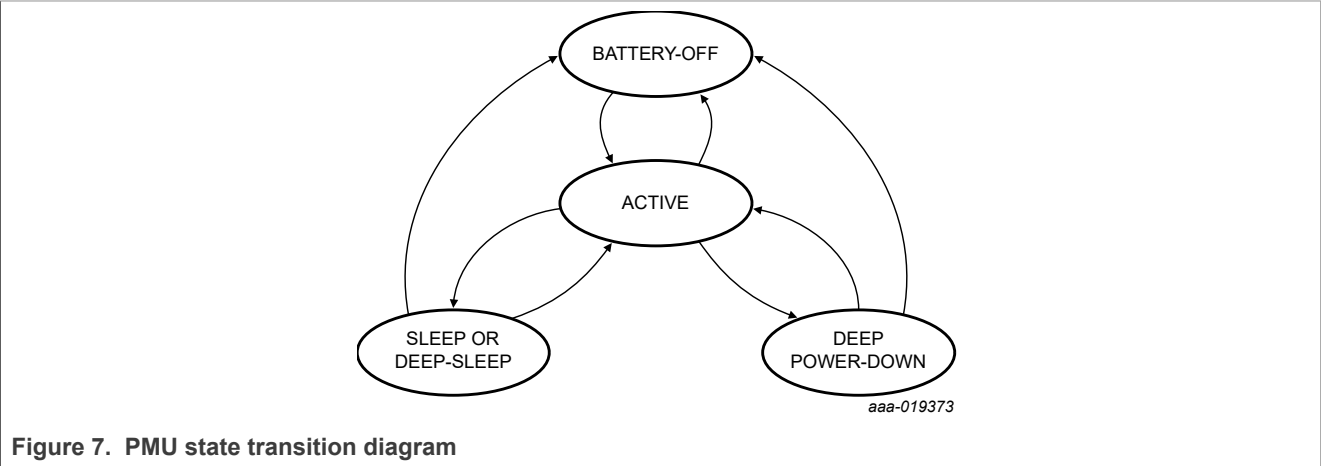 BATTERY-OFF
ACTIVE
SLEEP OR
DEEP-SLEEP
DEEP
POWER-DOWN
aaa-019373
Figure 7. PMU state transition diagram